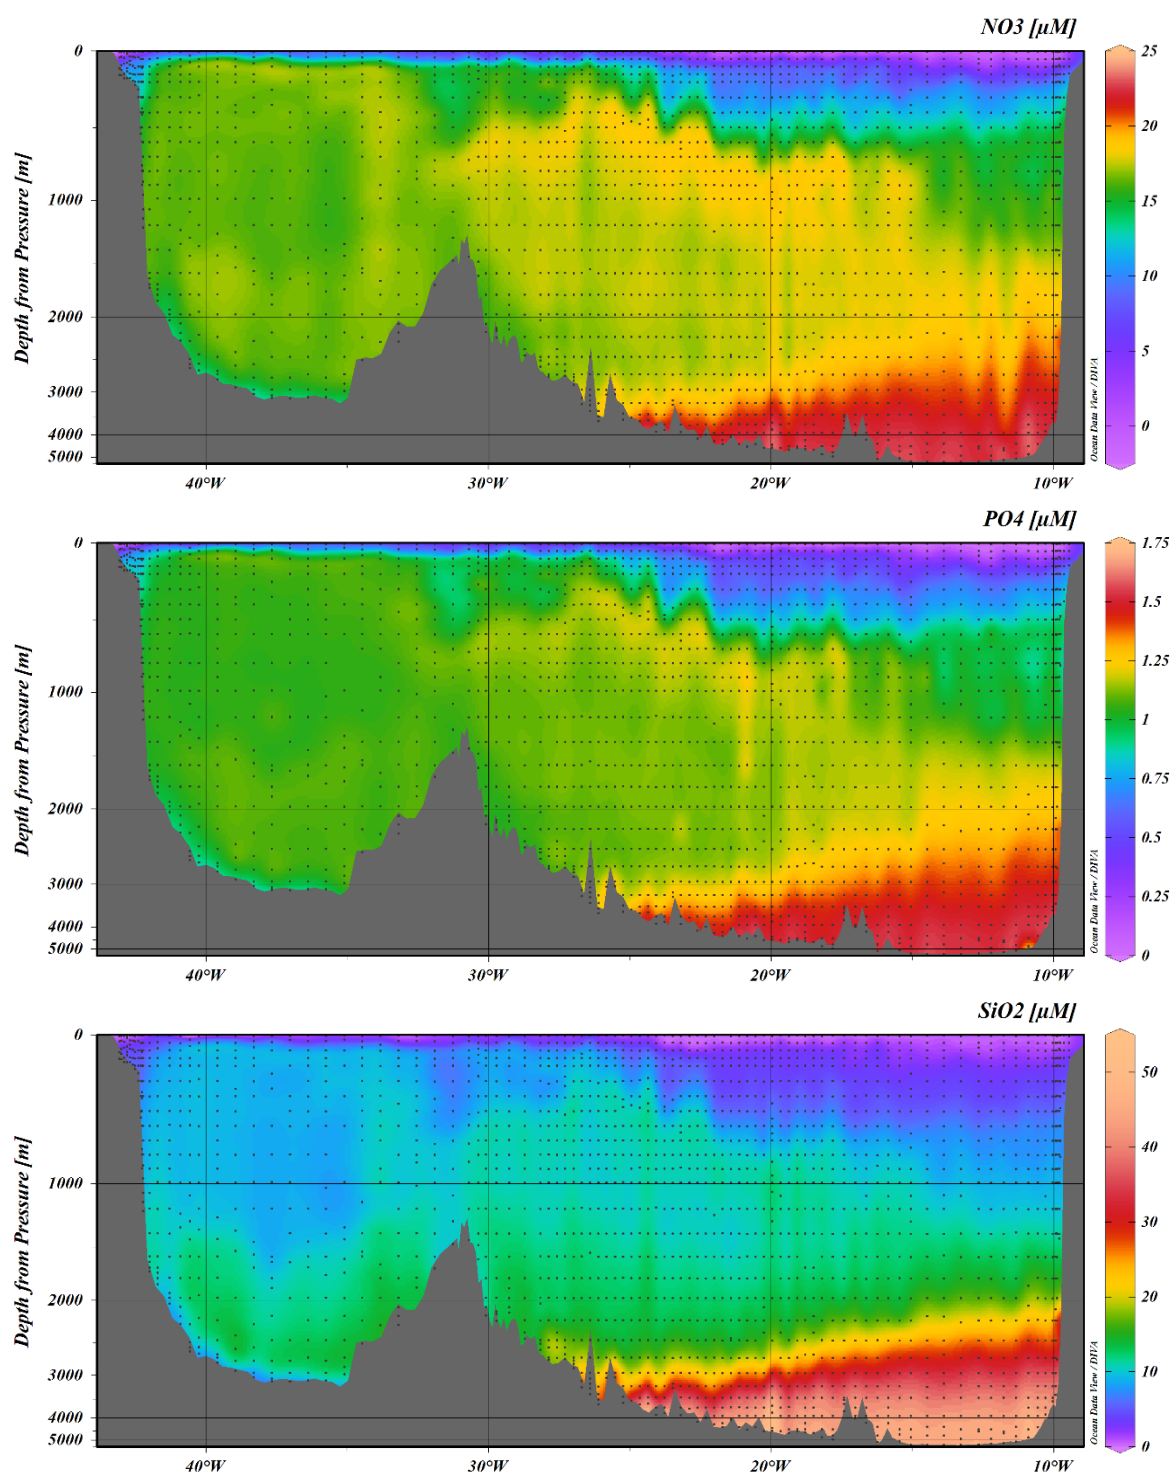 NO3 [µM]
0
1000
2000
3000
4000
5000
Depth from Pressure [m]
40°W
30°W
20°W
10°W
25
20
15
10
5
0
Ocean Data View / DIVA
PO4 [µM]
0
1000
2000
3000
4000
5000
Depth from Pressure [m]
40°W
30°W
20°W
10°W
1.75
1.5
1.25
1
0.75
0.5
0.25
0
Ocean Data View / DIVA
SiO2 [µM]
0
1000
2000
3000
4000
5000
Depth from Pressure [m]
40°W
30°W
20°W
10°W
50
40
30
20
10
0
Ocean Data View / DIVA